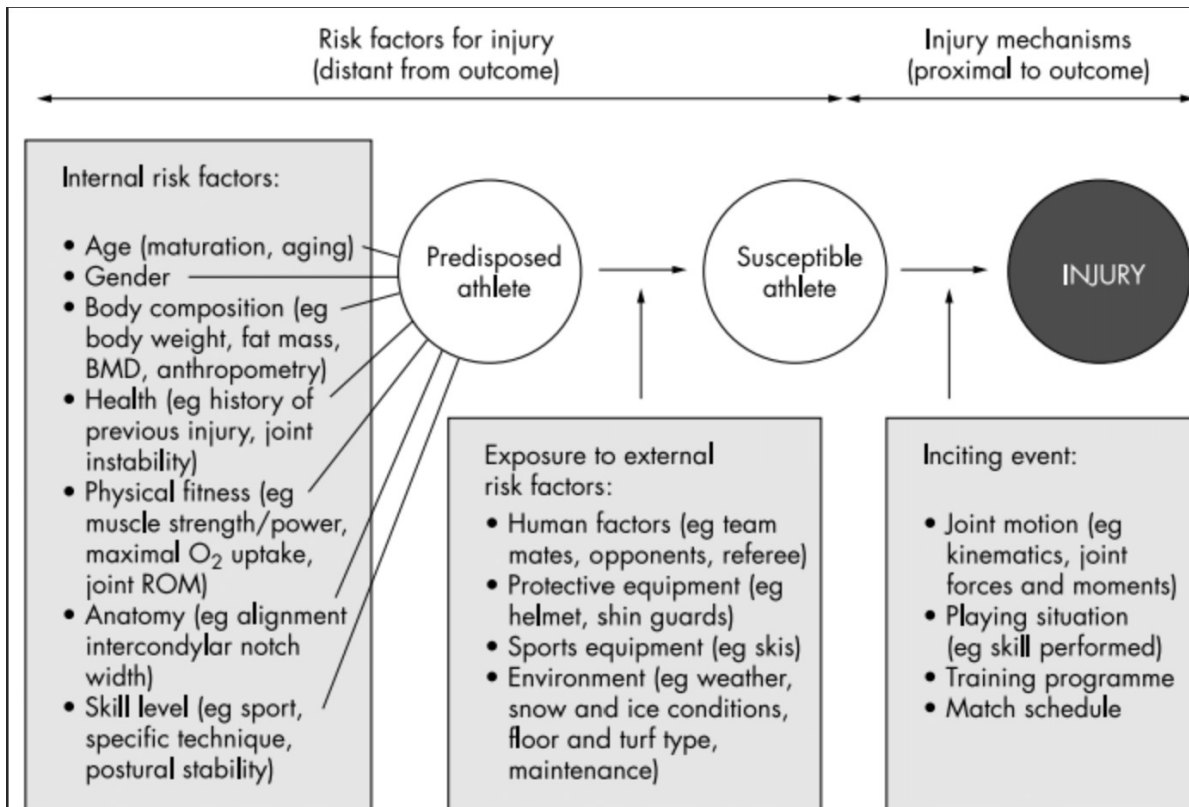 Risk factors for injury
(distant from outcome)
Injury mechanisms
(proximal to outcome)
Internal risk factors:
• Age (maturation, aging)
• Gender
• Body composition (eg
body weight, fat mass,
BMD, anthropometry)
• Health (eg history of
previous injury, joint
instability)
• Physical fitness (eg
muscle strength/power,
maximal O₂ uptake,
joint ROM)
• Anatomy (eg alignment
intercondylar notch
width)
• Skill level (eg sport,
specific technique,
postural stability)
Predisposed
athlete
Susceptible
athlete
INJURY
Exposure to external
risk factors:
• Human factors (eg team
mates, opponents, referee)
• Protective equipment (eg
helmet, shin guards)
• Sports equipment (eg skis)
• Environment (eg weather,
snow and ice conditions,
floor and turf type,
maintenance)
Inciting event:
• Joint motion (eg
kinematics, joint
forces and moments)
• Playing situation
(eg skill performed)
• Training programme
• Match schedule